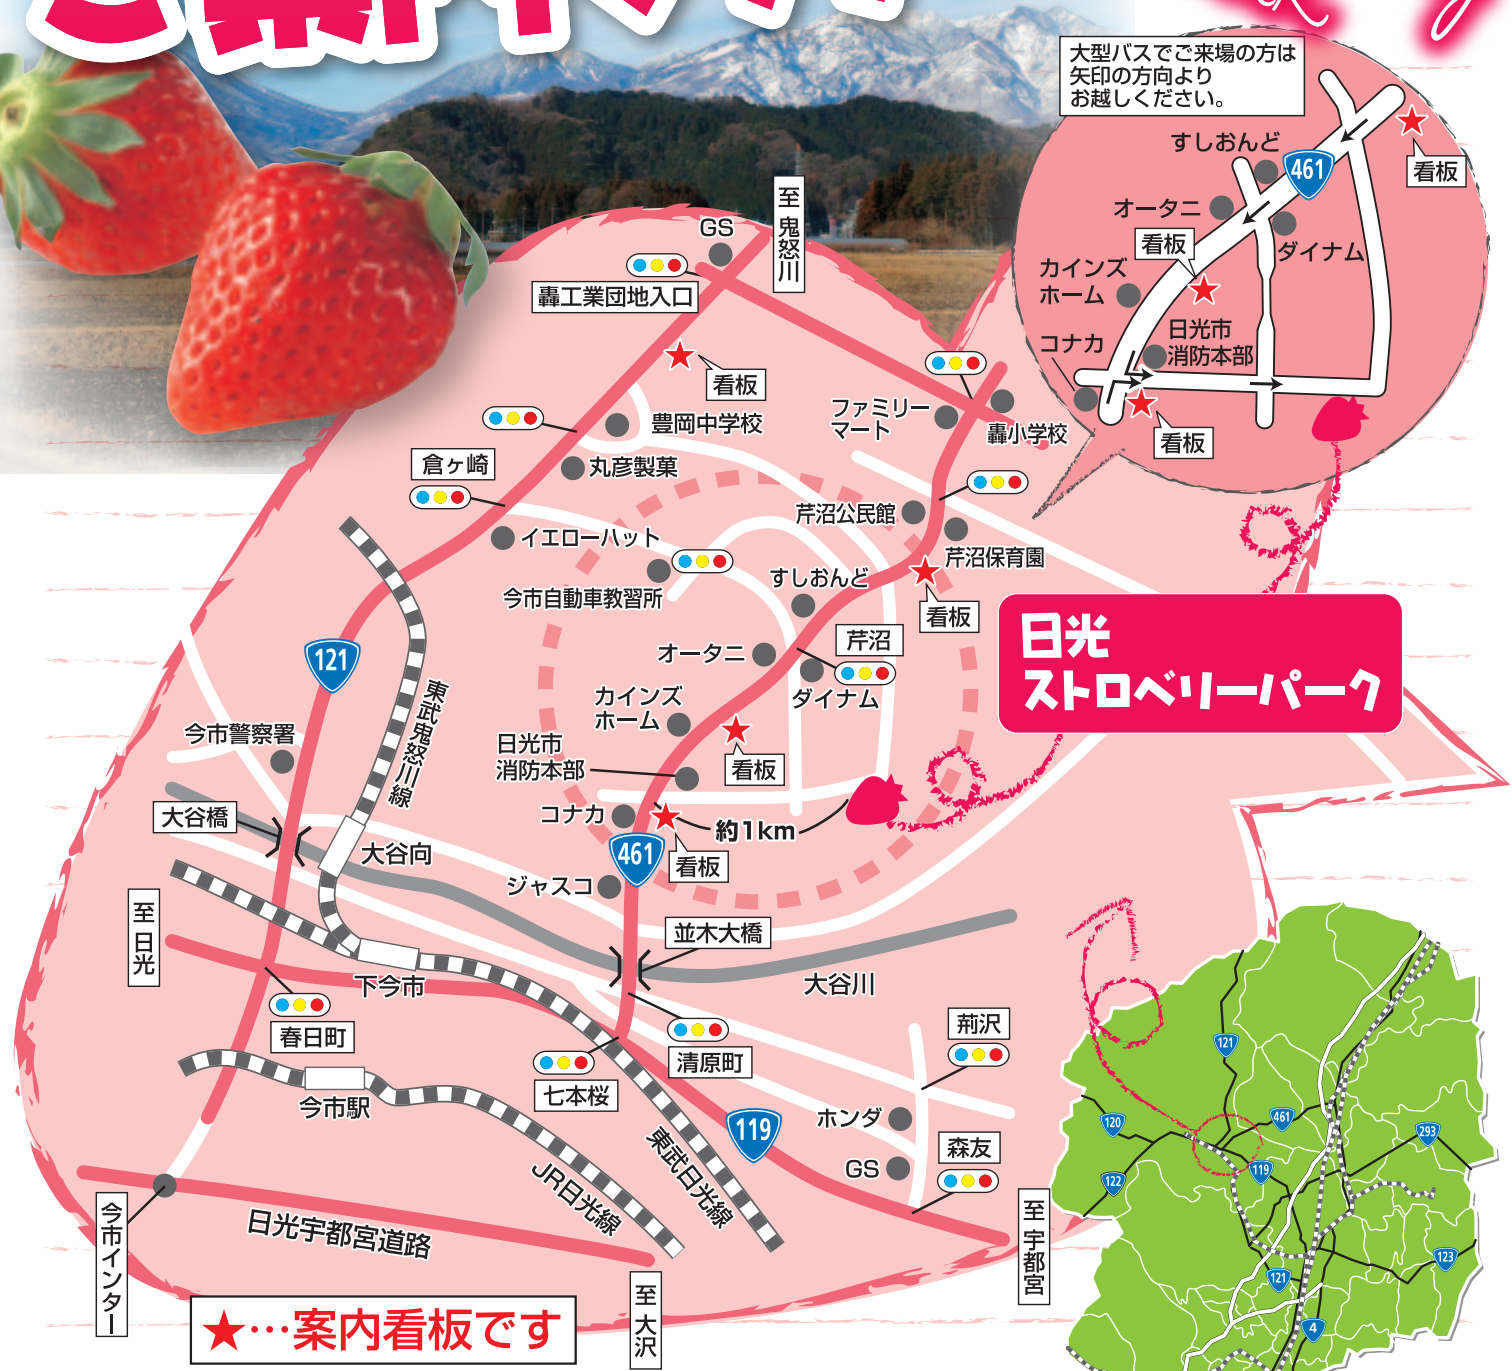 ご案内
大型バスでご来場の方は
矢印の方向より
お越しください。
すしおんど
461
看板
オータニ
ダイナム
看板
カインズ
ホーム
日光市
消防本部
コナカ
看板
至 鬼怒川
GS
轟工業団地入口
看板
豊岡中学校
丸彦製菓
倉ヶ崎
イエローハット
今市自動車教習所
ファミリー
マート
轟小学校
芹沼公民館
芹沼保育園
看板
すしおんど
芹沼
オータニ
ダイナム
カインズ
ホーム
看板
日光市
消防本部
コナカ
約1km
461
看板
ジャスコ
日光
ストロベリーパーク
121
東武鬼怒川線
今市警察署
大谷橋
大谷向
並木大橋
大谷川
至 日光
下今市
春日町
清原町
七本桜
荊沢
ホンダ
森友
GS
119
今市駅
東武日光線
JR日光線
日光宇都宮道路
今市インター
至 大沢
至 宇都宮
★…案内看板です
121
120
461
293
119
122
123
121
4